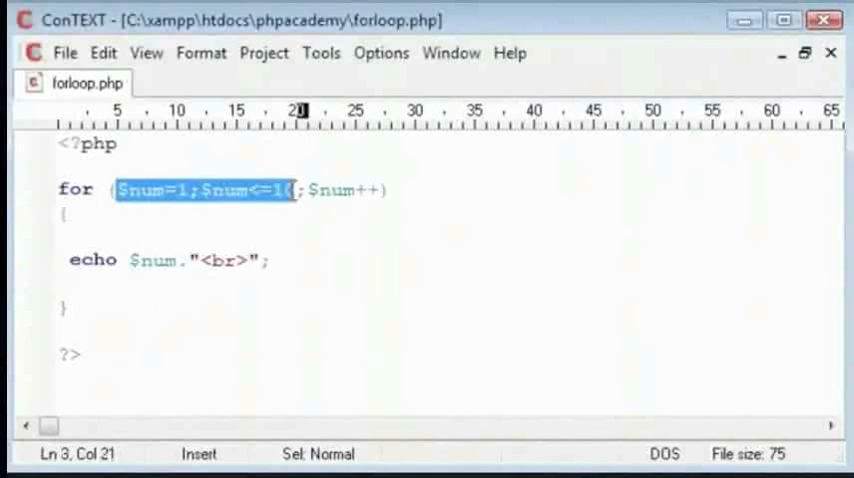 ConTEXT - [C:\xampp\htdocs\phpacademy\forloop.php]
File Edit View Format Project Tools Options Window Help
forloop.php
5 10 15 20 25 30 35 40 45 50 55 60 65
<?php
for ($num=1;$num<=10;$num++)
{
echo $num."<br>";
}
?>
Ln 3, Col 21 Insert Sel: Normal DOS File size: 75